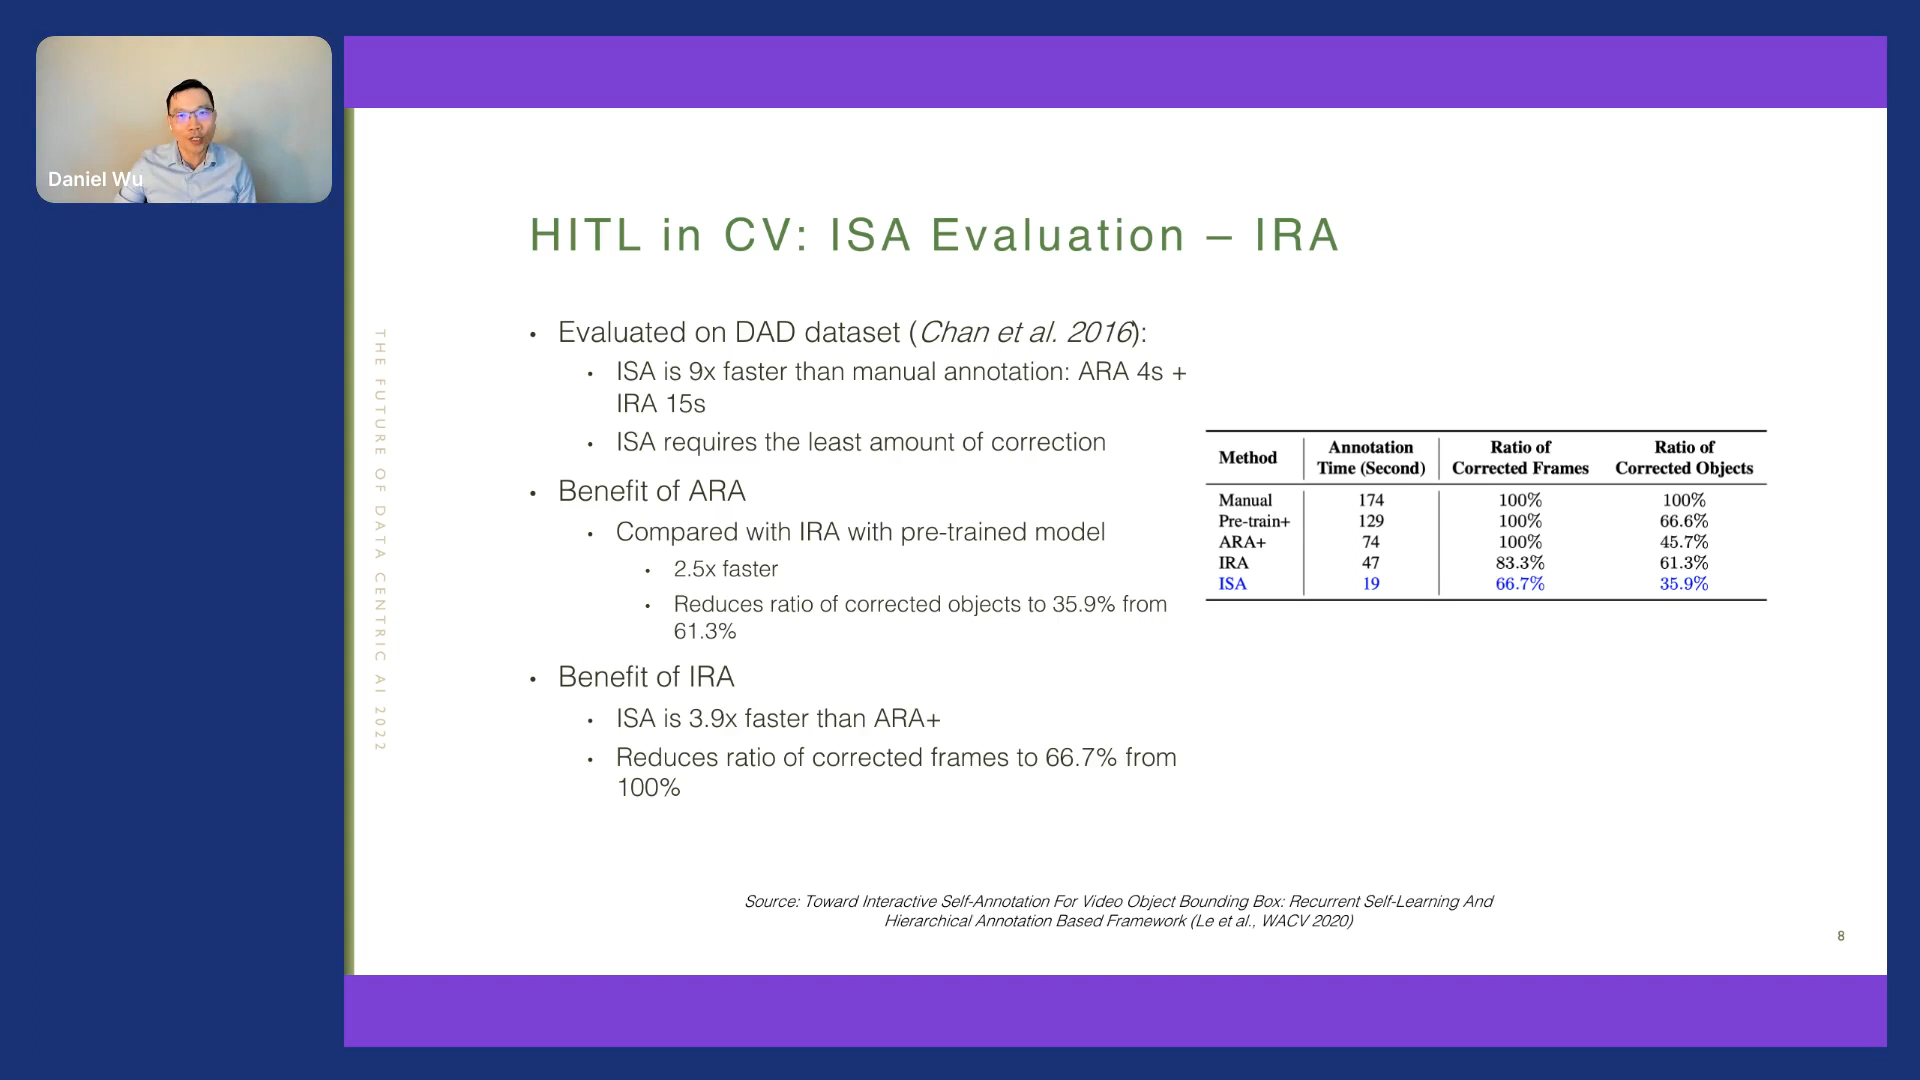 Daniel Wu
THE FUTURE OF DATA CENTRIC AI 2022
HITL in CV: ISA Evaluation – IRA
• Evaluated on DAD dataset (Chan et al. 2016):
• ISA is 9x faster than manual annotation: ARA 4s +
IRA 15s
• ISA requires the least amount of correction
• Benefit of ARA
• Compared with IRA with pre-trained model
• 2.5x faster
• Reduces ratio of corrected objects to 35.9% from
61.3%
• Benefit of IRA
• ISA is 3.9x faster than ARA+
• Reduces ratio of corrected frames to 66.7% from
100%
Method Annotation Time (Second) Ratio of Corrected Frames Ratio of Corrected Objects
Manual 174 100% 100%
Pre-train+ 129 100% 66.6%
ARA+ 74 100% 45.7%
IRA 47 83.3% 61.3%
ISA 19 66.7% 35.9%
Source: Toward Interactive Self-Annotation For Video Object Bounding Box: Recurrent Self-Learning And
Hierarchical Annotation Based Framework (Le et al., WACV 2020)
8